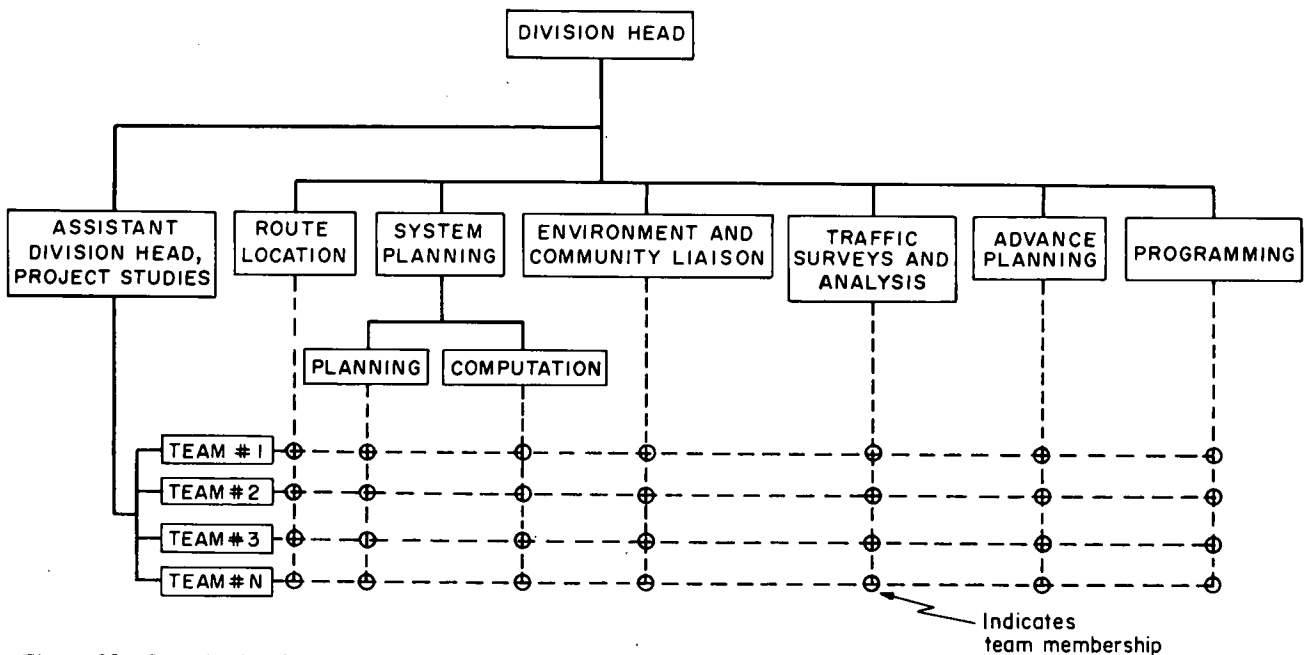 DIVISION HEAD
ASSISTANT
DIVISION HEAD,
PROJECT STUDIES
ROUTE
LOCATION
SYSTEM
PLANNING
ENVIRONMENT AND
COMMUNITY LIAISON
TRAFFIC
SURVEYS AND
ANALYSIS
ADVANCE
PLANNING
PROGRAMMING
PLANNING
COMPUTATION
TEAM # 1
TEAM #2
TEAM #3
TEAM #N
Indicates
team membership